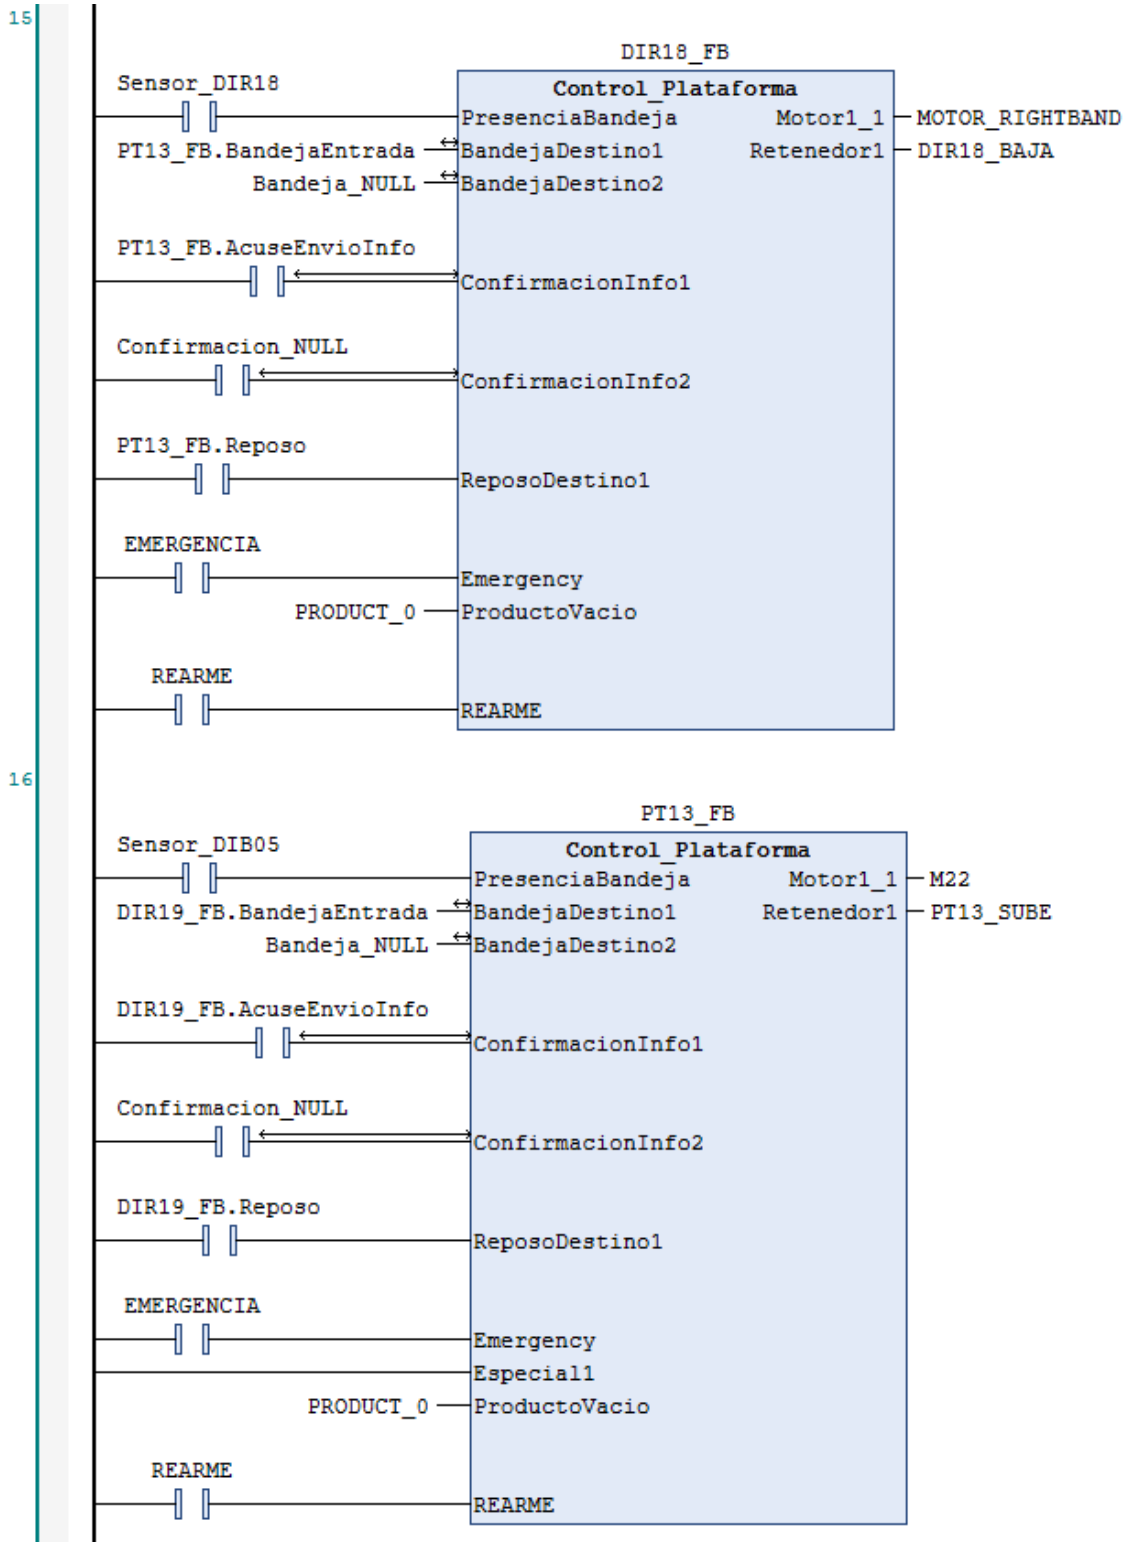 15
DIR18_FB
Sensor_DIR18
Control_Plataforma
PresenciaBandeja Motor1_1 MOTOR_RIGHTBAND
PT13_FB.BandejaEntrada BandejaDestino1 Retenedor1 DIR18_BAJA
Bandeja_NULL BandejaDestino2
PT13_FB.AcuseEnvioInfo
ConfirmacionInfo1
Confirmacion_NULL
ConfirmacionInfo2
PT13_FB.Reposo
ReposoDestino1
EMERGENCIA
Emergency
PRODUCT_0 ProductoVacio
REARME
REARME
16
PT13_FB
Sensor_DIB05
Control_Plataforma
PresenciaBandeja Motor1_1 M22
DIR19_FB.BandejaEntrada BandejaDestino1 Retenedor1 PT13_SUBE
Bandeja_NULL BandejaDestino2
DIR19_FB.AcuseEnvioInfo
ConfirmacionInfo1
Confirmacion_NULL
ConfirmacionInfo2
DIR19_FB.Reposo
ReposoDestino1
EMERGENCIA
Emergency
Especial1
PRODUCT_0 ProductoVacio
REARME
REARME